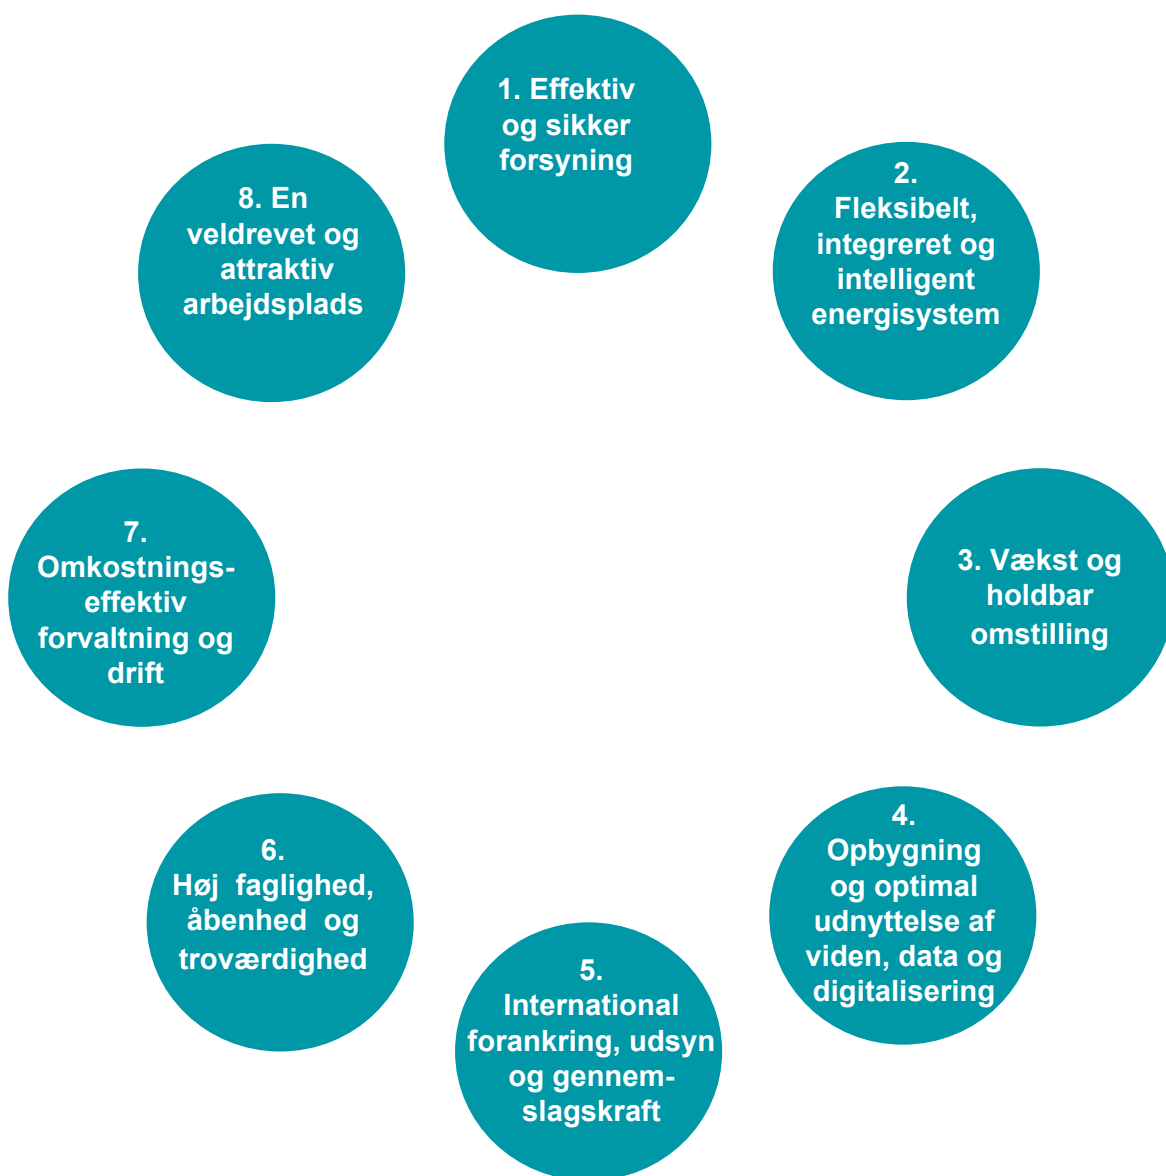 1. Effektiv
og sikker
forsyning
2.
Fleksibelt,
integreret og
intelligent
energisystem
3. Vækst og
holdbar
omstilling
4.
Opbygning
og optimal
udnyttelse af
viden, data og
digitalisering
5.
International
forankring, udsyn
og gennem-
slagskraft
6.
Høj faglighed,
åbenhed og
troværdighed
7.
Omkostnings-
effektiv
forvaltning og
drift
8. En
veldrevet og
attraktiv
arbejdsplads